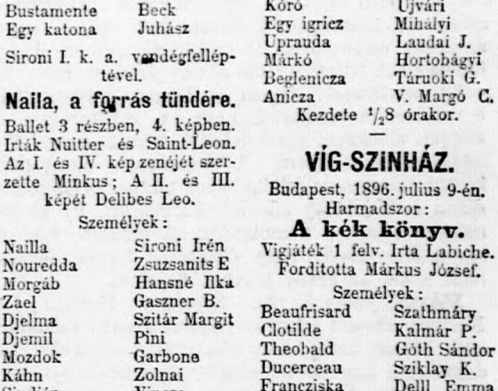 Bustamente Beck
Egy katona Juhász
Sironi I. k. a. vendégfellép-
tével.
Naila, a forrás tündére.
Ballet 3 részben, 4. képben.
Irták Nuitter és Saint-Leon.
Az I. és IV. kép zenéjét szer-
zette Minkus; A II. és III.
képét Delibes Leo.
Személyek:
Nailla Sironi Irén
Nouredda Zsuzsanits E
Morgáb Hansné Ilka
Zael Gaszner B.
Djelma Szitár Margit
Djemil Pini
Mozdok Garbone
Káhn Zolnai
Kóró Ujvári
Egy igricz Mihályi
Uprauda Laudai J.
Márkó Hortobágyi
Beglenicza Táruoki G.
Anicza V. Margó C.
Kezdete 1/28 órakor.
VÍG-SZINHÁZ.
Budapest, 1896. julius 9-én.
Harmadszor:
A kék könyv.
Vigjáték 1 felv. Irta Labiche.
Forditotta Márkus József.
Személyek:
Beaufrisard Szathmáry
Clotilde Kalmár P.
Theobald Góth Sándor
Ducerceau Sziklay K.
Francziska Delli Emma